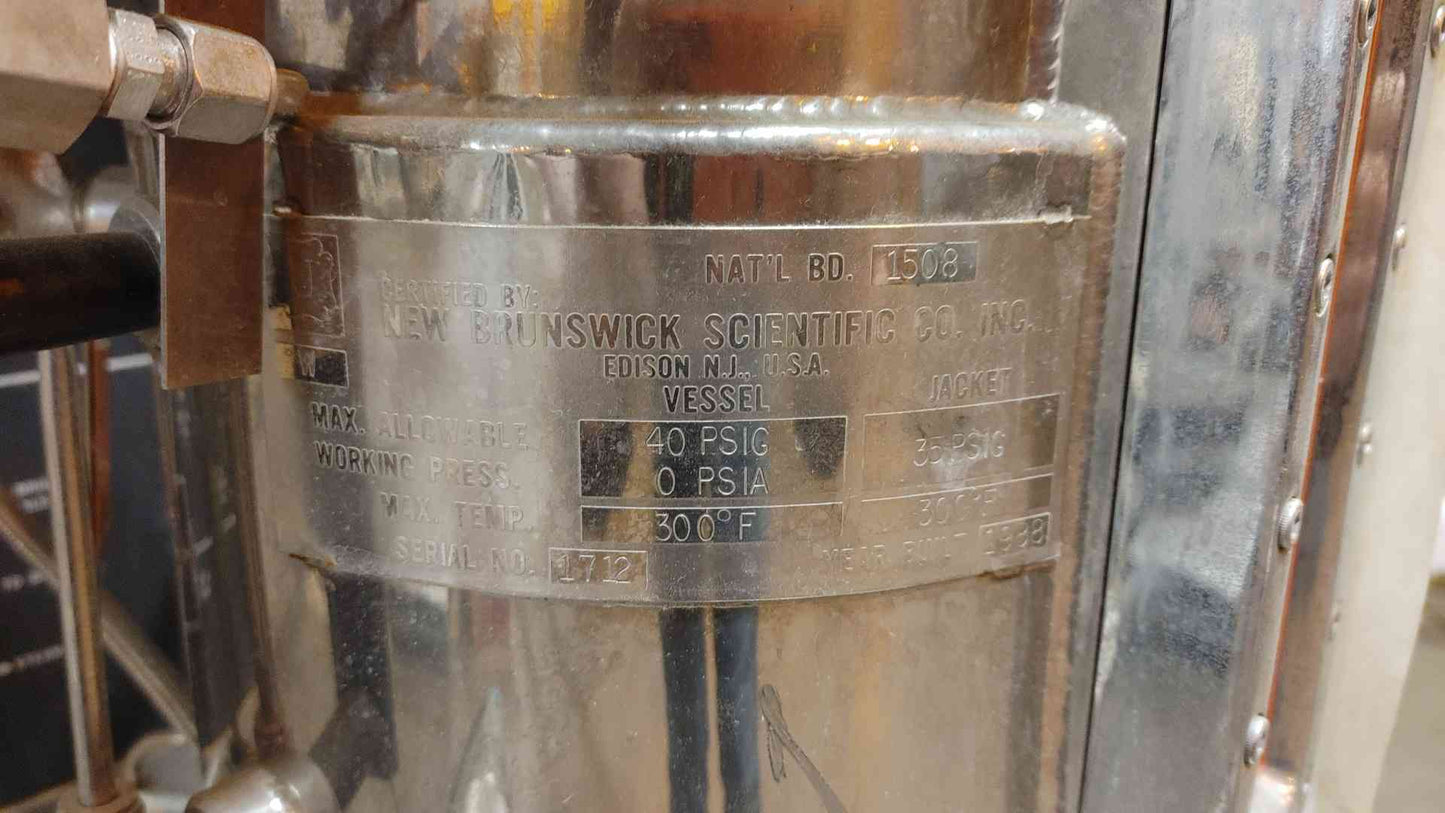 NAT'L BD. 1508
CERTIFIED BY:
NEW BRUNSWICK SCIENTIFIC CO. INC.
W
EDISON N.J., U.S.A.
VESSEL JACKET
MAX. ALLOWABLE 40 PSIG 35 PSIG
WORKING PRESS. 0 PSIA
MAX. TEMP. 300°F 300°F
SERIAL NO. 1712 YEAR BUILT 1988